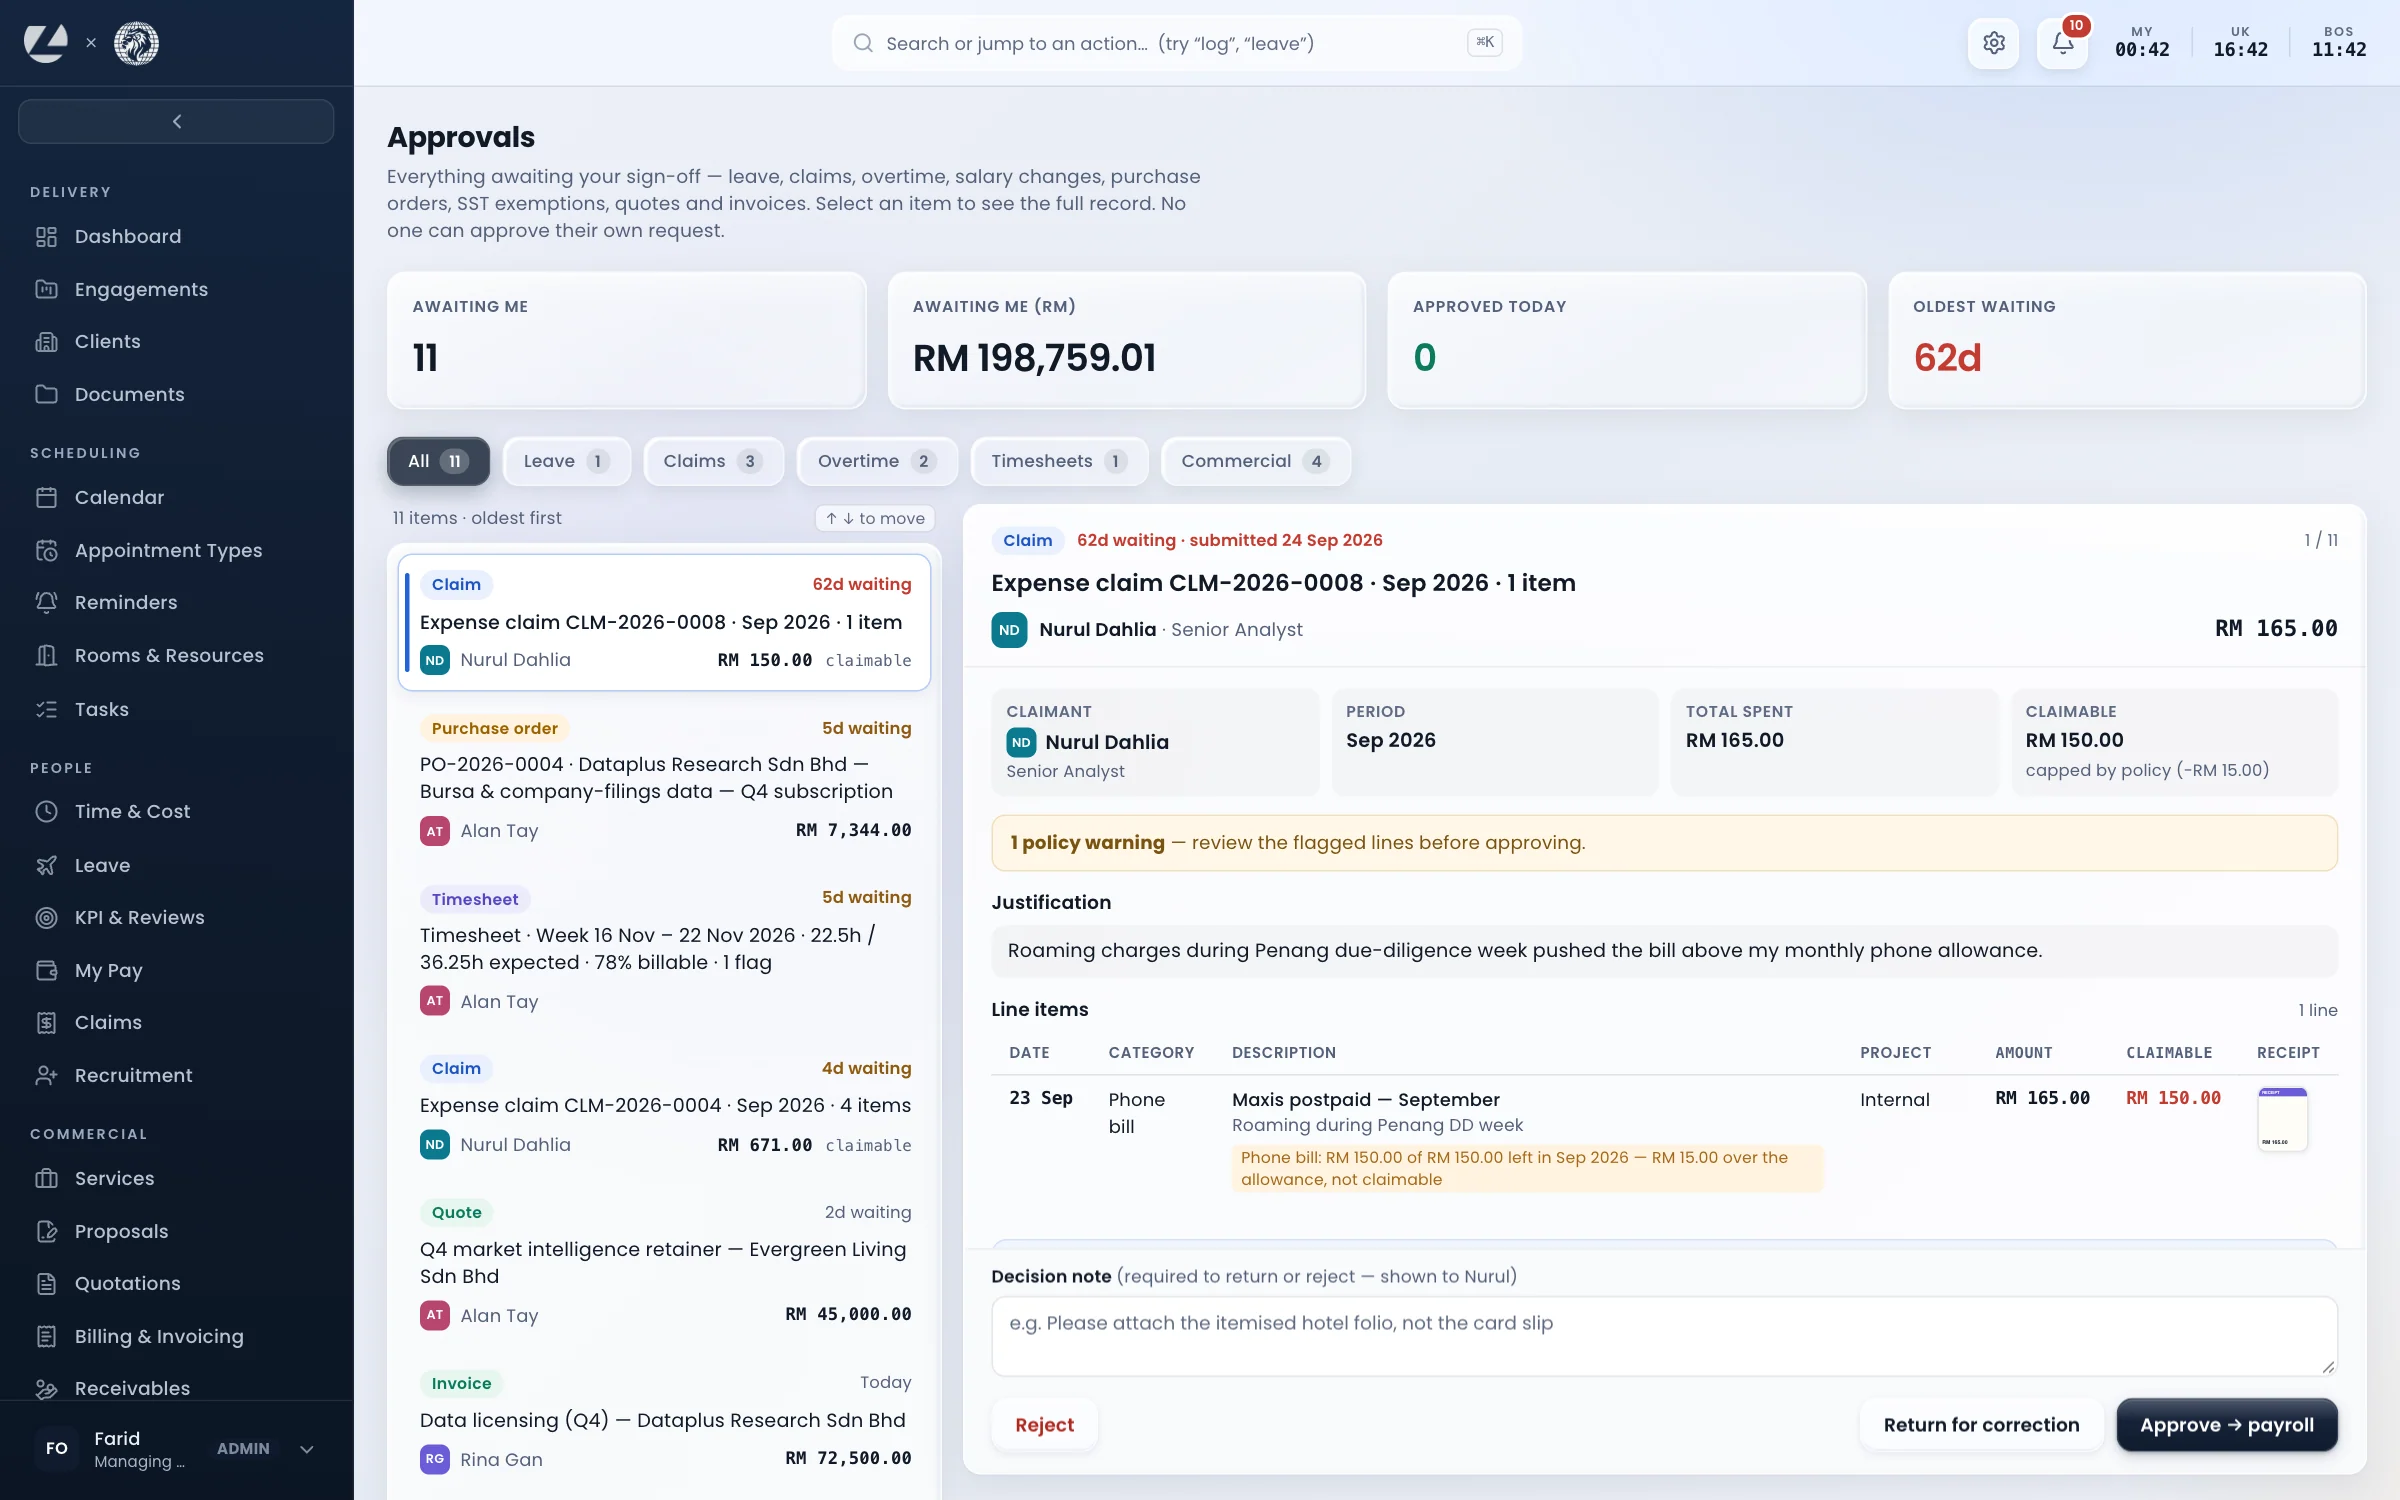 ×
Search or jump to an action... (try “log”, “leave”)
⌘K
10
MY
00:42
UK
16:42
BOS
11:42
DELIVERY
Dashboard
Engagements
Clients
Documents
SCHEDULING
Calendar
Appointment Types
Reminders
Rooms & Resources
Tasks
PEOPLE
Time & Cost
Leave
KPI & Reviews
My Pay
Claims
Recruitment
COMMERCIAL
Services
Proposals
Quotations
Billing & Invoicing
Receivables
FO
Farid
Managing ...
ADMIN
Approvals
Everything awaiting your sign-off — leave, claims, overtime, salary changes, purchase
orders, SST exemptions, quotes and invoices. Select an item to see the full record. No
one can approve their own request.
AWAITING ME
11
AWAITING ME (RM)
RM 198,759.01
APPROVED TODAY
0
OLDEST WAITING
62d
All 11
Leave 1
Claims 3
Overtime 2
Timesheets 1
Commercial 4
11 items · oldest first
↑ ↓ to move
Claim
62d waiting
Expense claim CLM-2026-0008 · Sep 2026 · 1 item
ND Nurul Dahlia
RM 150.00 claimable
Purchase order
5d waiting
PO-2026-0004 · Dataplus Research Sdn Bhd —
Bursa & company-filings data — Q4 subscription
AT Alan Tay
RM 7,344.00
Timesheet
5d waiting
Timesheet · Week 16 Nov – 22 Nov 2026 · 22.5h /
36.25h expected · 78% billable · 1 flag
AT Alan Tay
Claim
4d waiting
Expense claim CLM-2026-0004 · Sep 2026 · 4 items
ND Nurul Dahlia
RM 671.00 claimable
Quote
2d waiting
Q4 market intelligence retainer — Evergreen Living
Sdn Bhd
AT Alan Tay
RM 45,000.00
Invoice
Today
Data licensing (Q4) — Dataplus Research Sdn Bhd
RG Rina Gan
RM 72,500.00
Claim
62d waiting · submitted 24 Sep 2026
1 / 11
Expense claim CLM-2026-0008 · Sep 2026 · 1 item
ND Nurul Dahlia · Senior Analyst
RM 165.00
CLAIMANT
ND Nurul Dahlia
Senior Analyst
PERIOD
Sep 2026
TOTAL SPENT
RM 165.00
CLAIMABLE
RM 150.00
capped by policy (-RM 15.00)
1 policy warning — review the flagged lines before approving.
Justification
Roaming charges during Penang due-diligence week pushed the bill above my monthly phone allowance.
Line items
1 line
DATE
CATEGORY
DESCRIPTION
PROJECT
AMOUNT
CLAIMABLE
RECEIPT
23 Sep
Phone
bill
Maxis postpaid — September
Roaming during Penang DD week
Phone bill: RM 150.00 of RM 150.00 left in Sep 2026 — RM 15.00 over the
allowance, not claimable
Internal
RM 165.00
RM 150.00
RECEIPT
RM 165.00
Decision note (required to return or reject — shown to Nurul)
e.g. Please attach the itemised hotel folio, not the card slip
Reject
Return for correction
Approve → payroll